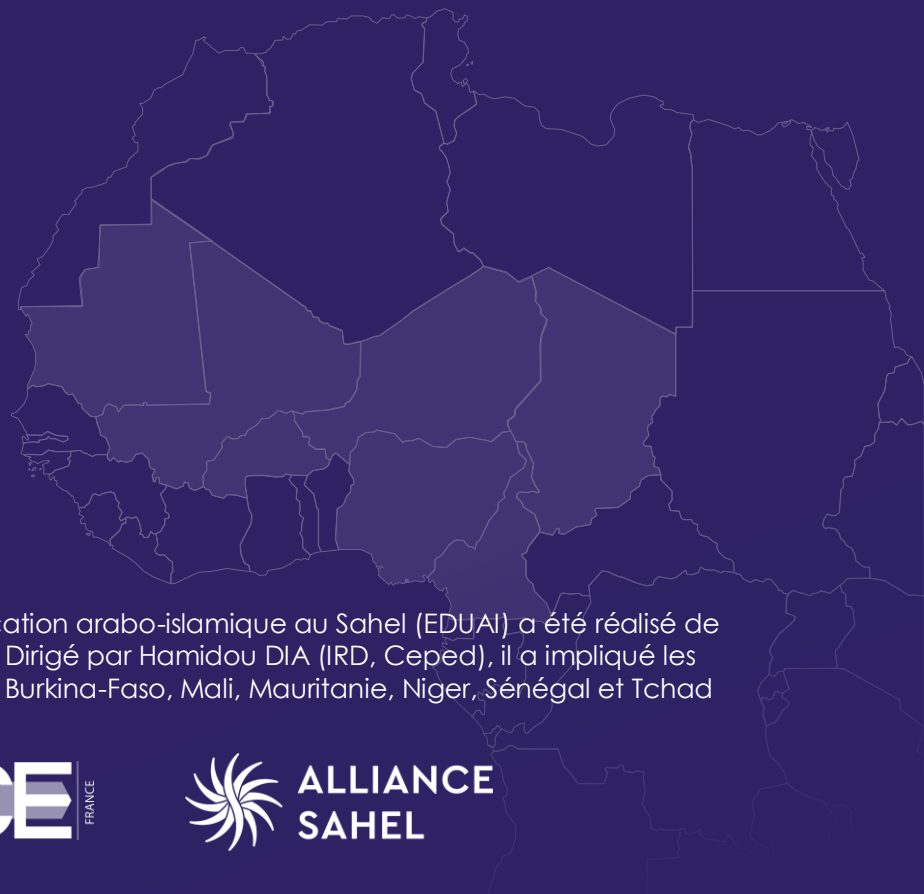 cation arabo-islamique au Sahel (EDUAI) a été réalisé de
Dirigé par Hamidou DIA (IRD, Ceped), il a impliqué les
Burkina-Faso, Mali, Mauritanie, Niger, Sénégal et Tchad
CE
FRANCE
ALLIANCE
SAHEL